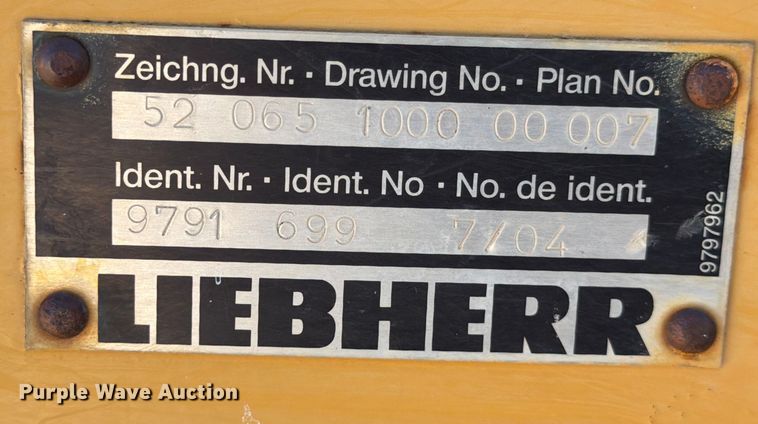 Zeichng. Nr. · Drawing No. · Plan No.
52 065 1000 00 007
Ident. Nr. · Ident. No · No. de ident.
9791 699 7/04
9797962
LIEBHERR
Purple Wave Auction